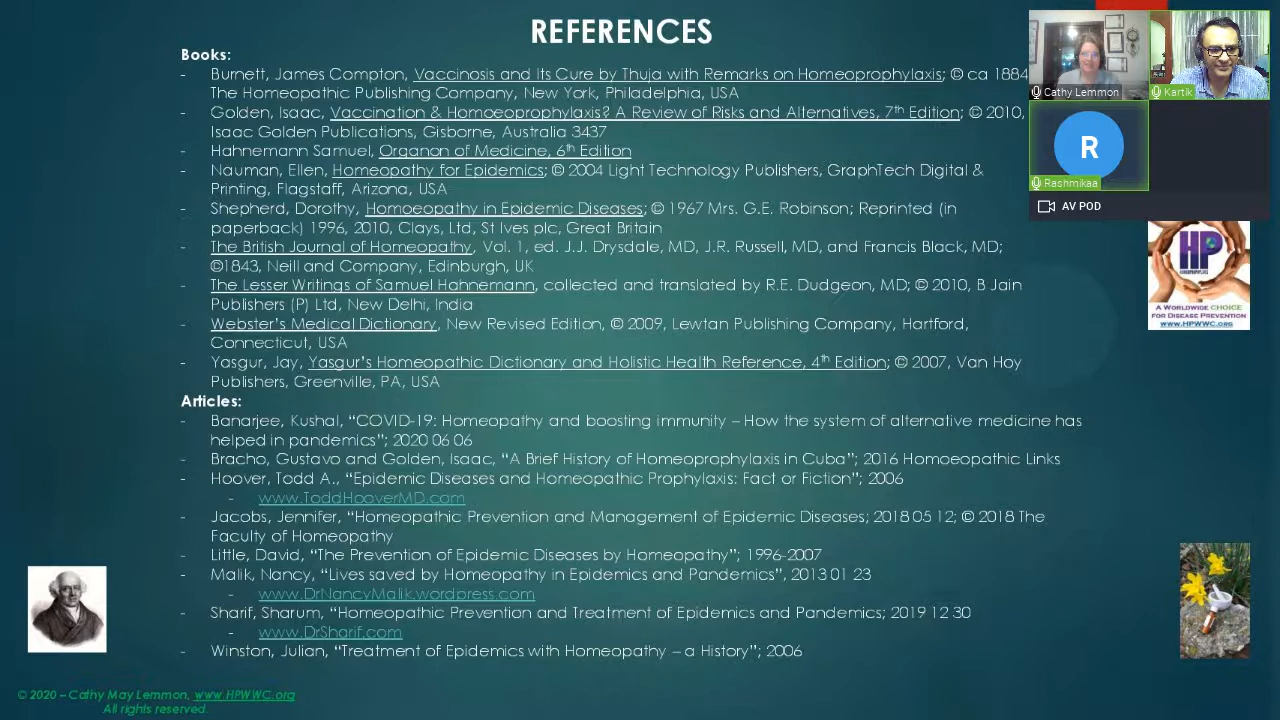 REFERENCES
Books:
- Burnett, James Compton, Vaccinosis and Its Cure by Thuja with Remarks on Homeoprophylaxis; © ca 1884
The Homeopathic Publishing Company, New York, Philadelphia, USA
- Golden, Isaac, Vaccination & Homoeoprophylaxis? A Review of Risks and Alternatives, 7th Edition; © 2010,
Isaac Golden Publications, Gisborne, Australia 3437
- Hahnemann Samuel, Organon of Medicine, 6th Edition
- Nauman, Ellen, Homeopathy for Epidemics; © 2004 Light Technology Publishers, GraphTech Digital &
Printing, Flagstaff, Arizona, USA
- Shepherd, Dorothy, Homoeopathy in Epidemic Diseases; © 1967 Mrs. G.E. Robinson; Reprinted (in
paperback) 1996, 2010, Clays, Ltd, St Ives plc, Great Britain
- The British Journal of Homeopathy, Vol. 1, ed. J.J. Drysdale, MD, J.R. Russell, MD, and Francis Black, MD;
©1843, Neill and Company, Edinburgh, UK
- The Lesser Writings of Samuel Hahnemann, collected and translated by R.E. Dudgeon, MD; © 2010, B Jain
Publishers (P) Ltd, New Delhi, India
- Webster's Medical Dictionary, New Revised Edition, © 2009, Lewtan Publishing Company, Hartford,
Connecticut, USA
- Yasgur, Jay, Yasgur's Homeopathic Dictionary and Holistic Health Reference, 4th Edition; © 2007, Van Hoy
Publishers, Greenville, PA, USA
Articles:
- Banarjee, Kushal, "COVID-19: Homeopathy and boosting immunity – How the system of alternative medicine has
helped in pandemics"; 2020 06 06
- Bracho, Gustavo and Golden, Isaac, "A Brief History of Homeoprophylaxis in Cuba"; 2016 Homoeopathic Links
- Hoover, Todd A., "Epidemic Diseases and Homeopathic Prophylaxis: Fact or Fiction"; 2006
- www.ToddHooverMD.com
- Jacobs, Jennifer, "Homeopathic Prevention and Management of Epidemic Diseases; 2018 05 12; © 2018 The
Faculty of Homeopathy
- Little, David, "The Prevention of Epidemic Diseases by Homeopathy"; 1996-2007
- Malik, Nancy, "Lives saved by Homeopathy in Epidemics and Pandemics", 2013 01 23
- www.DrNancyMalik.wordpress.com
- Sharif, Sharum, "Homeopathic Prevention and Treatment of Epidemics and Pandemics; 2019 12 30
- www.DrSharif.com
- Winston, Julian, "Treatment of Epidemics with Homeopathy – a History"; 2006
© 2020 – Cathy May Lemmon, www.HPWWC.org
All rights reserved.
Cathy Lemmon
Kartik
R
Rashmikaa
AV POD
HP
A WORLDWIDE CHOICE
FOR DISEASE PREVENTION
www.HPWWC.org